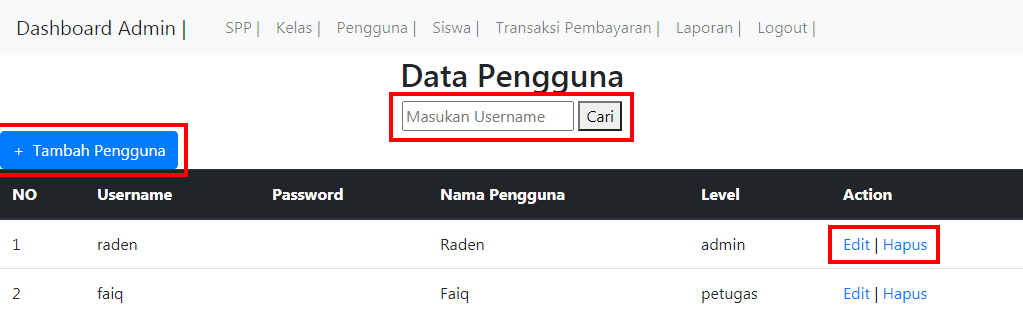 Dashboard Admin | SPP | Kelas | Pengguna | Siswa | Transaksi Pembayaran | Laporan | Logout |
Data Pengguna
Masukan Username Cari
+ Tambah Pengguna
NO Username Password Nama Pengguna Level Action
1 raden Raden admin Edit | Hapus
2 faiq Faiq petugas Edit | Hapus